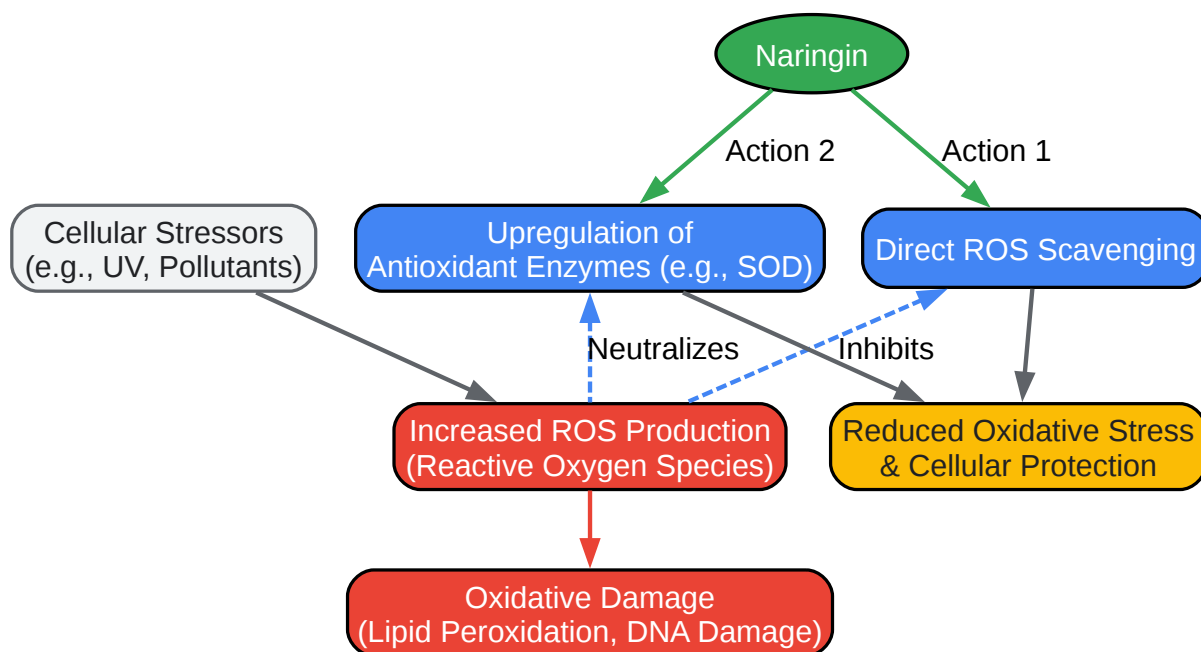 Naringin
Action 2
Action 1
Cellular Stressors
(e.g., UV, Pollutants)
Upregulation of
Antioxidant Enzymes (e.g., SOD)
Direct ROS Scavenging
Neutralizes
Inhibits
Increased ROS Production
(Reactive Oxygen Species)
Reduced Oxidative Stress
& Cellular Protection
Oxidative Damage
(Lipid Peroxidation, DNA Damage)